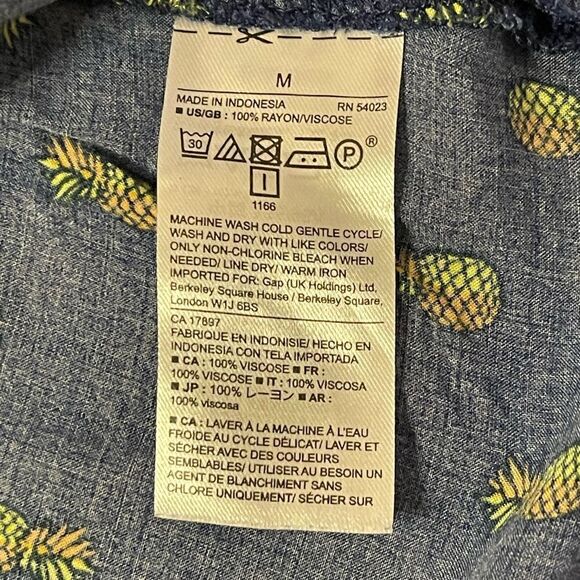 M
MADE IN INDONESIA RN 54023
■ US/GB : 100% RAYON/VISCOSE
30 P ®
1166
MACHINE WASH COLD GENTLE CYCLE/
WASH AND DRY WITH LIKE COLORS/
ONLY NON-CHLORINE BLEACH WHEN
NEEDED/ LINE DRY/ WARM IRON
IMPORTED FOR: Gap (UK Holdings) Ltd,
Berkeley Square House / Berkeley Square,
London W1J 6BS
CA 17897
FABRIQUE EN INDONISIE/ HECHO EN
INDONESIA CON TELA IMPORTADA
■ CA : 100% VISCOSE ■ FR :
100% VISCOSE ■ IT : 100% VISCOSA
■ JP: 100% レーヨン ■ AR :
100% viscosa
■ CA : LAVER À LA MACHINE À L'EAU
FROIDE AU CYCLE DÉLICAT/ LAVER ET
SÉCHER AVEC DES COULEURS
SEMBLABLES/ UTILISER AU BESOIN UN
AGENT DE BLANCHIMENT SANS
CHLORE UNIQUEMENT/ SÉCHER SUR